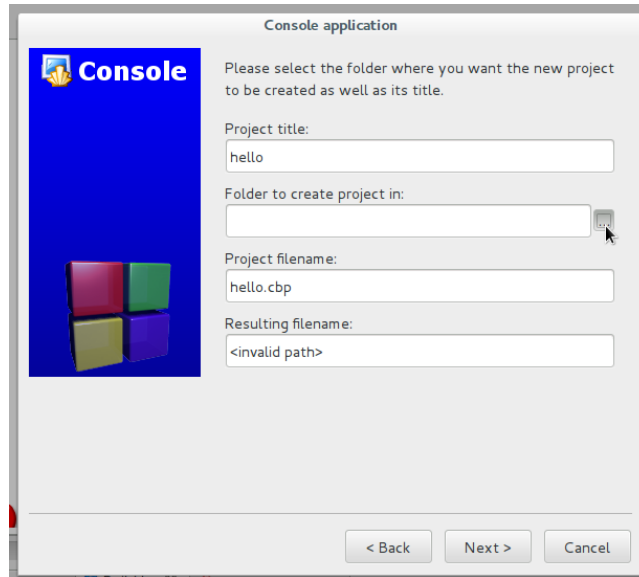 Console application
Console
Please select the folder where you want the new project
to be created as well as its title.
Project title:
hello
Folder to create project in:
...
Project filename:
hello.cbp
Resulting filename:
<invalid path>
< Back
Next >
Cancel